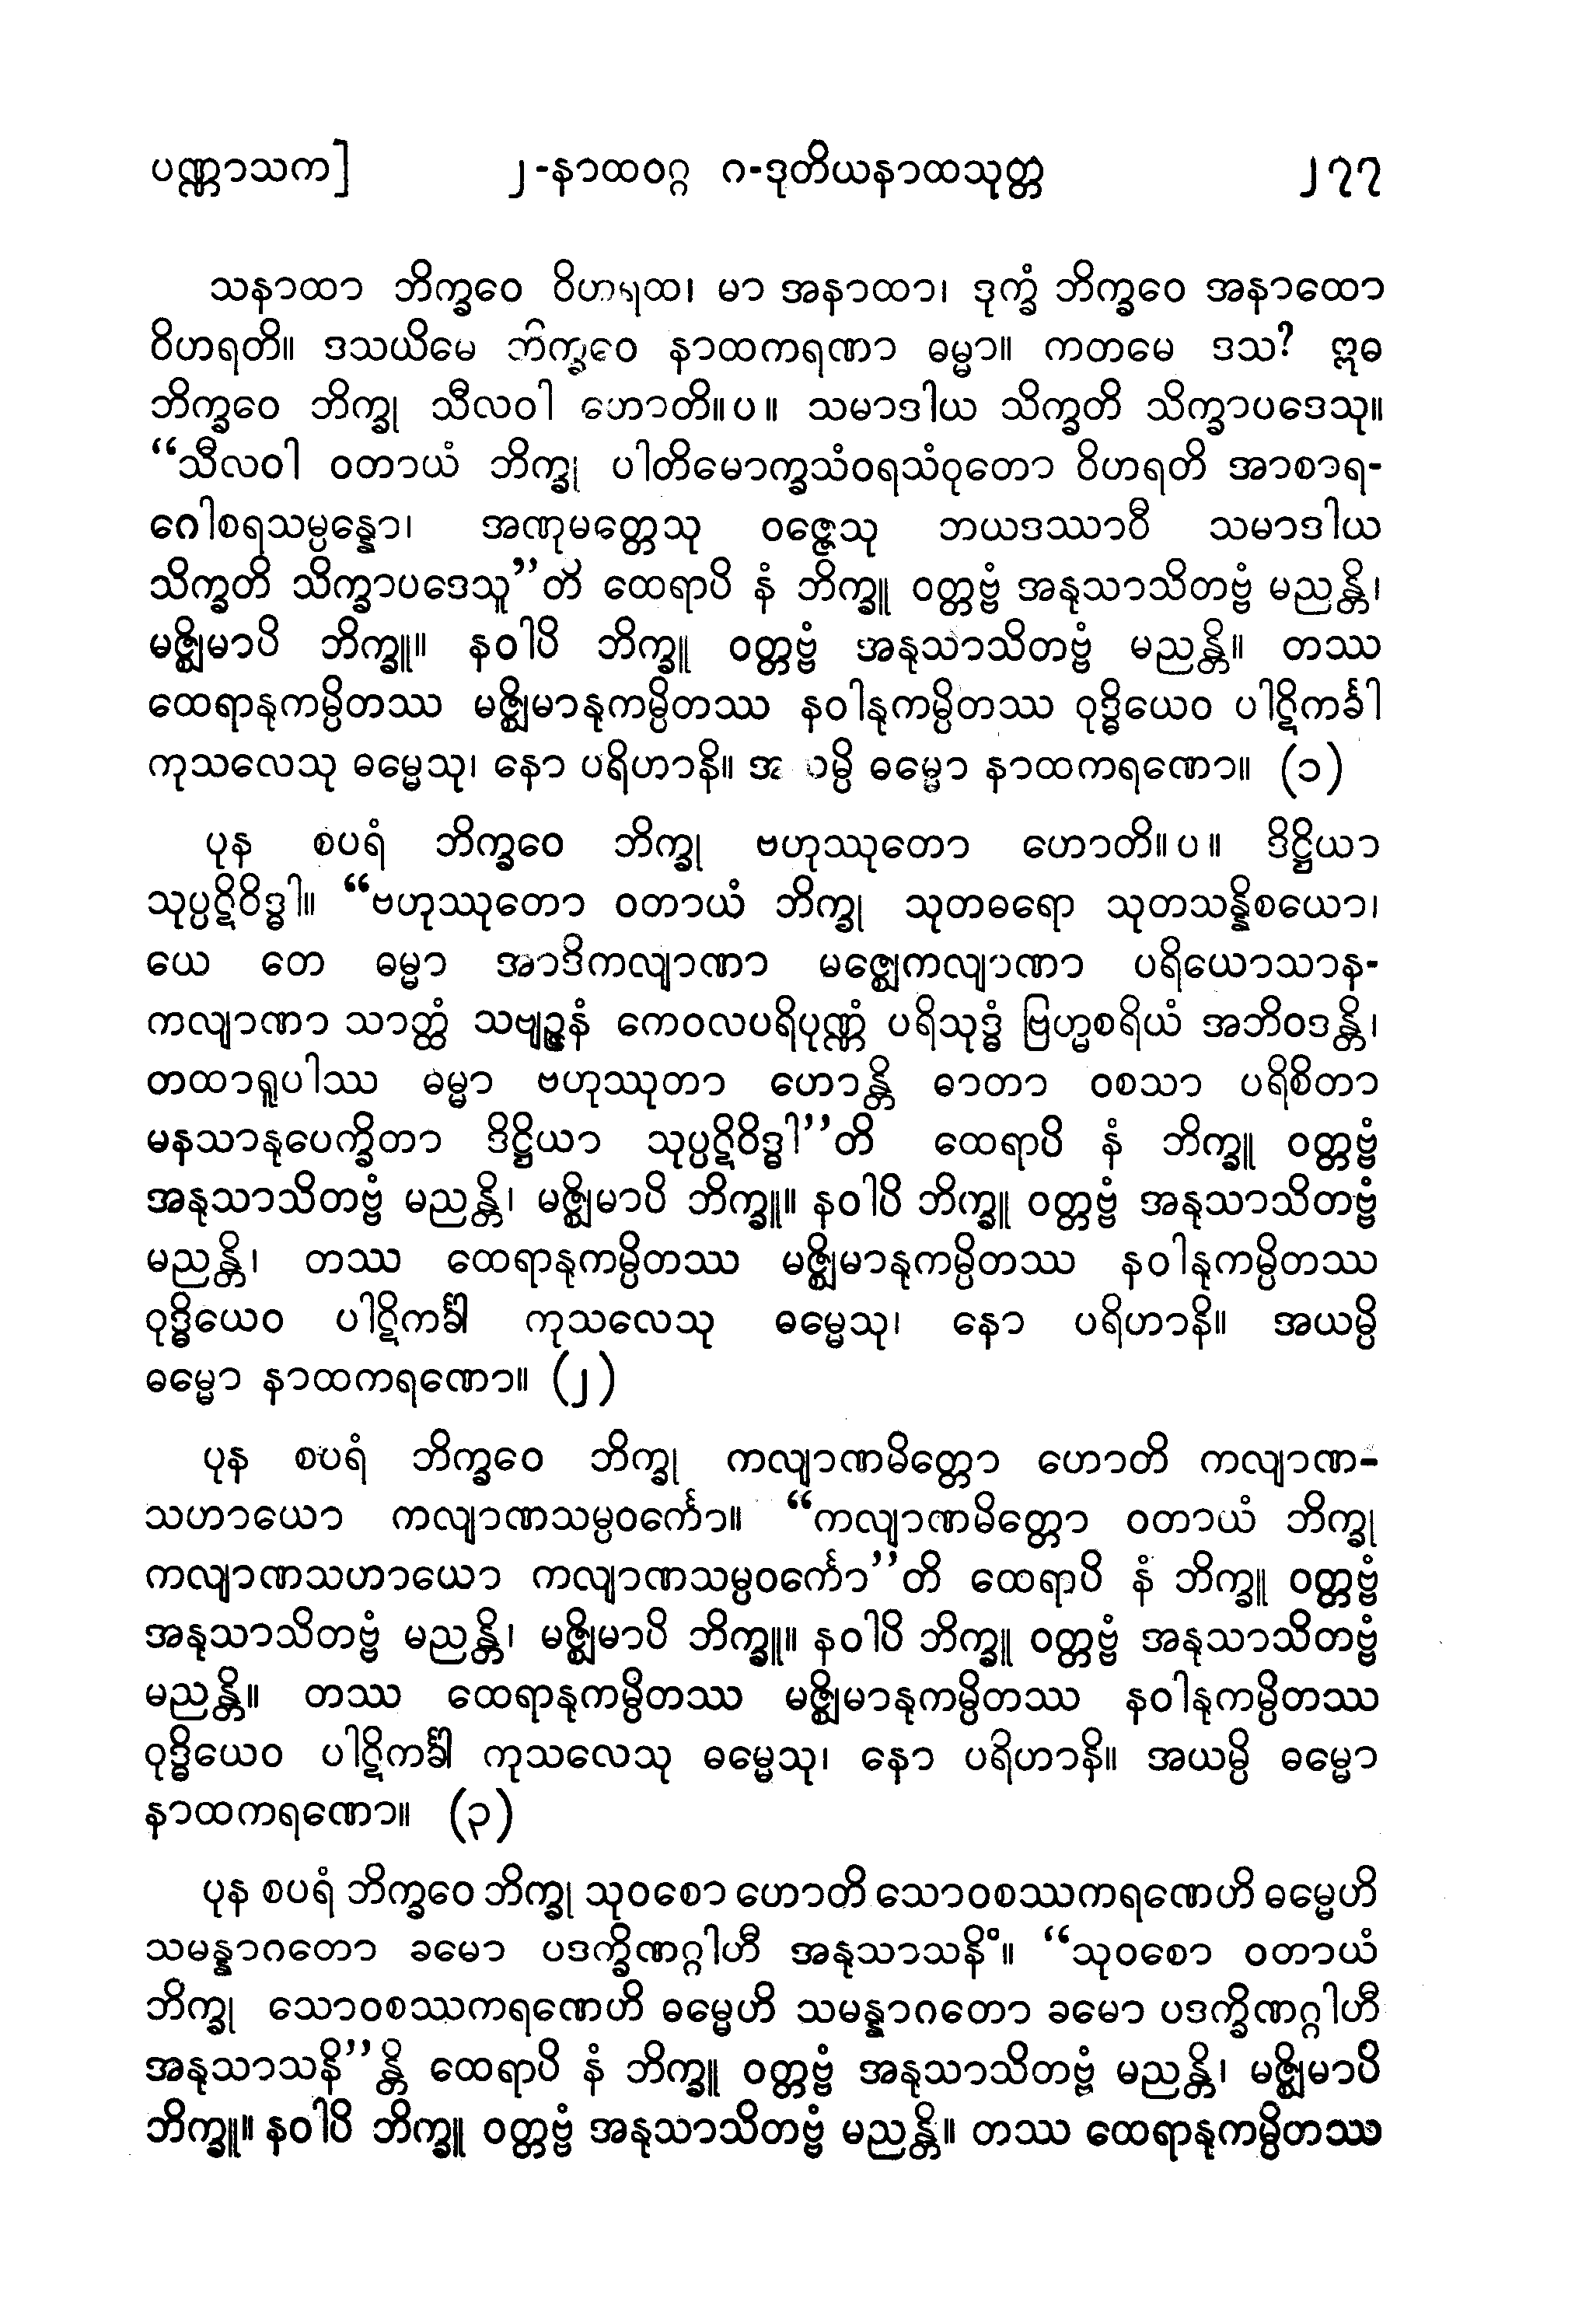 ပဏ္ဏာသက] ၂-နာထဝဂ္ဂ ဂ-ဒုတိယနာထသုတ္တ ၂၇၇
သနာထာ ဘိက္ခဝေ ဝိဟရထ၊ မာ အနာထာ၊ ဒုက္ခံ ဘိက္ခဝေ အနာထော
ဝိဟရတိ။ ဒသယိမေ ဘိက္ခဝေ နာထကရဏာ ဓမ္မာ။ ကတမေ ဒသ? ဣဓ
ဘိက္ခဝေ ဘိက္ခု သီလဝါ ဟောတိ။ပ။ သမာဒါယ သိက္ခတိ သိက္ခာပဒေသု။
“သီလဝါ ဝတာယံ ဘိက္ခု ပါတိမောက္ခသံဝရသံဝုတော ဝိဟရတိ အာစာရ-
ဂေါစရသမ္ပန္နော၊ အဏုမတ္တေသု ဝဇ္ဇေသု ဘယဒဿာဝီ သမာဒါယ
သိက္ခတိ သိက္ခာပဒေသူ”တိ ထေရာပိ နံ ဘိက္ခူ ဝတ္တဗ္ဗံ အနုသာသိတဗ္ဗံ မညန္တိ၊
မဇ္ဈိမာပိ ဘိက္ခူ။ နဝါပိ ဘိက္ခူ ဝတ္တဗ္ဗံ အနုသာသိတဗ္ဗံ မညန္တိ။ တဿ
ထေရာနုကမ္ပိတဿ မဇ္ဈိမာနုကမ္ပိတဿ နဝါနုကမ္ပိတဿ ဝုဒ္ဓိယေဝ ပါဋိကင်္ခါ
ကုသလေသု ဓမ္မေသု၊ နော ပရိဟာနိ။ အယမ္ပိ ဓမ္မော နာထကရဏော။ (၁)
ပုန စပရံ ဘိက္ခဝေ ဘိက္ခု ဗဟုဿုတော ဟောတိ။ပ။ ဒိဋ္ဌိယာ
သုပ္ပဋိဝိဒ္ဓါ။ “ဗဟုဿုတော ဝတာယံ ဘိက္ခု သုတဓရော သုတသန္နိစယော၊
ယေ တေ ဓမ္မာ အာဒိကလျာဏာ မဇ္ဈေကလျာဏာ ပရိယောသာန-
ကလျာဏာ သာတ္ထံ သဗျဉ္ဇနံ ကေဝလပရိပုဏ္ဏံ ပရိသုဒ္ဓံ ဗြဟ္မစရိယံ အဘိဝဒန္တိ၊
တထာရူပါဿ ဓမ္မာ ဗဟုဿုတာ ဟောန္တိ ဓာတာ ဝစသာ ပရိစိတာ
မနသာနုပေက္ခိတာ ဒိဋ္ဌိယာ သုပ္ပဋိဝိဒ္ဓါ”တိ ထေရာပိ နံ ဘိက္ခူ ဝတ္တဗ္ဗံ
အနုသာသိတဗ္ဗံ မညန္တိ၊ မဇ္ဈိမာပိ ဘိက္ခူ။ နဝါပိ ဘိက္ခူ ဝတ္တဗ္ဗံ အနုသာသိတဗ္ဗံ
မညန္တိ၊ တဿ ထေရာနုကမ္ပိတဿ မဇ္ဈိမာနုကမ္ပိတဿ နဝါနုကမ္ပိတဿ
ဝုဒ္ဓိယေဝ ပါဋိကင်္ခါ ကုသလေသု ဓမ္မေသု၊ နော ပရိဟာနိ။ အယမ္ပိ
ဓမ္မော နာထကရဏော။ (၂)
ပုန စပရံ ဘိက္ခဝေ ဘိက္ခု ကလျာဏမိတ္တော ဟောတိ ကလျာဏ-
သဟာယော ကလျာဏသမ္ပဝင်္ကော။ “ကလျာဏမိတ္တော ဝတာယံ ဘိက္ခု
ကလျာဏသဟာယော ကလျာဏသမ္ပဝင်္ကော”တိ ထေရာပိ နံ ဘိက္ခူ ဝတ္တဗ္ဗံ
အနုသာသိတဗ္ဗံ မညန္တိ၊ မဇ္ဈိမာပိ ဘိက္ခူ။ နဝါပိ ဘိက္ခူ ဝတ္တဗ္ဗံ အနုသာသိတဗ္ဗံ
မညန္တိ။ တဿ ထေရာနုကမ္ပိတဿ မဇ္ဈိမာနုကမ္ပိတဿ နဝါနုကမ္ပိတဿ
ဝုဒ္ဓိယေဝ ပါဋိကင်္ခါ ကုသလေသု ဓမ္မေသု၊ နော ပရိဟာနိ။ အယမ္ပိ ဓမ္မော
နာထကရဏော။ (၃)
ပုန စပရံ ဘိက္ခဝေ ဘိက္ခု သုဝစော ဟောတိ သောဝစဿကရဏေဟိ ဓမ္မေဟိ
သမန္နာဂတော ခမော ပဒက္ခိဏဂ္ဂါဟီ အနုသာသနိံ။ “သုဝစော ဝတာယံ
ဘိက္ခု သောဝစဿကရဏေဟိ ဓမ္မေဟိ သမန္နာဂတော ခမော ပဒက္ခိဏဂ္ဂါဟီ
အနုသာသနိ”န္တိ ထေရာပိ နံ ဘိက္ခူ ဝတ္တဗ္ဗံ အနုသာသိတဗ္ဗံ မညန္တိ၊ မဇ္ဈိမာပိ
ဘိက္ခူ။ နဝါပိ ဘိက္ခူ ဝတ္တဗ္ဗံ အနုသာသိတဗ္ဗံ မညန္တိ။ တဿ ထေရာနုကမ္ပိတဿ